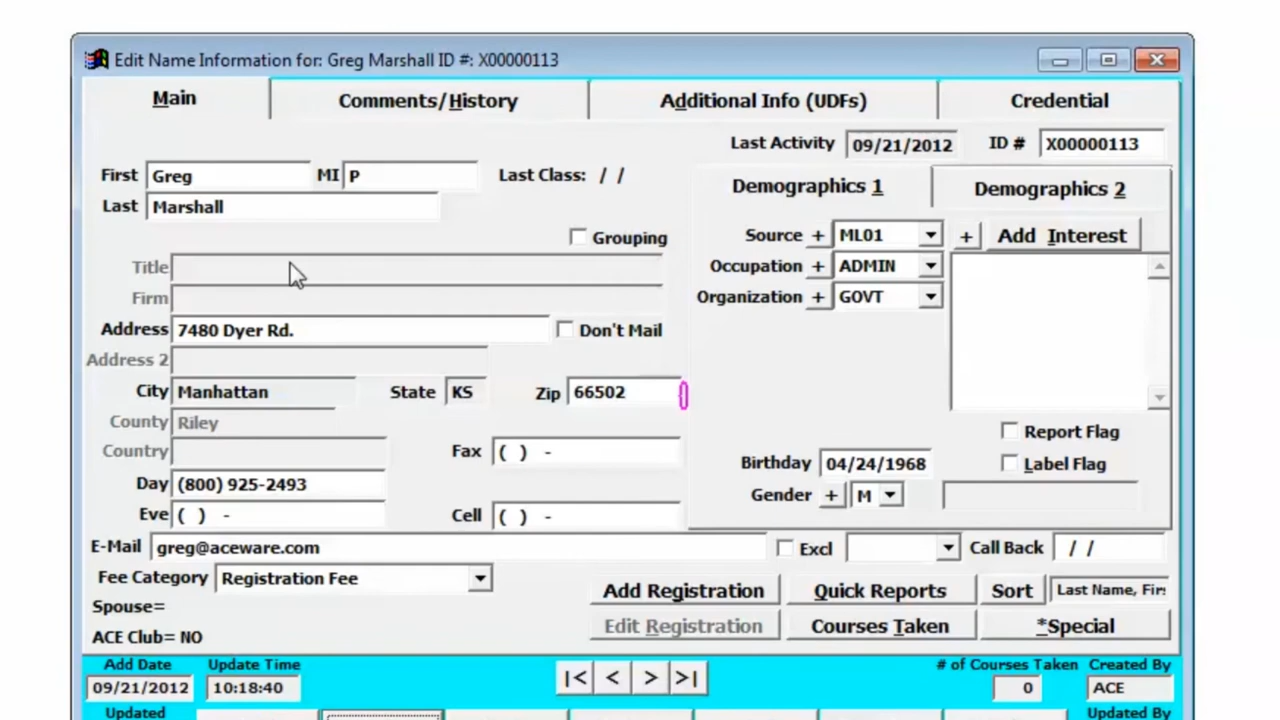 Edit Name Information for: Greg Marshall ID #: X00000113
Main Comments/History Additional Info (UDFs) Credential
Last Activity 09/21/2012 ID # X00000113
First Greg MI P Last Class: / /
Last Marshall
Demographics 1 Demographics 2
Grouping
Source + ML01 + Add Interest
Title
Occupation + ADMIN
Firm
Organization + GOVT
Address 7480 Dyer Rd. Don't Mail
Address 2
City Manhattan State KS Zip 66502
County Riley
Report Flag
Country
Fax ( ) -
Birthday 04/24/1968 Label Flag
Day (800) 925-2493
Gender + M
Eve ( ) - Cell ( ) -
E-Mail greg@aceware.com Excl Call Back / /
Fee Category Registration Fee
Add Registration Quick Reports Sort Last Name, Fir
Spouse=
Edit Registration Courses Taken *Special
ACE Club= NO
Add Date Update Time # of Courses Taken Created By
09/21/2012 10:18:40 |< < > >| 0 ACE
Updated Updated By